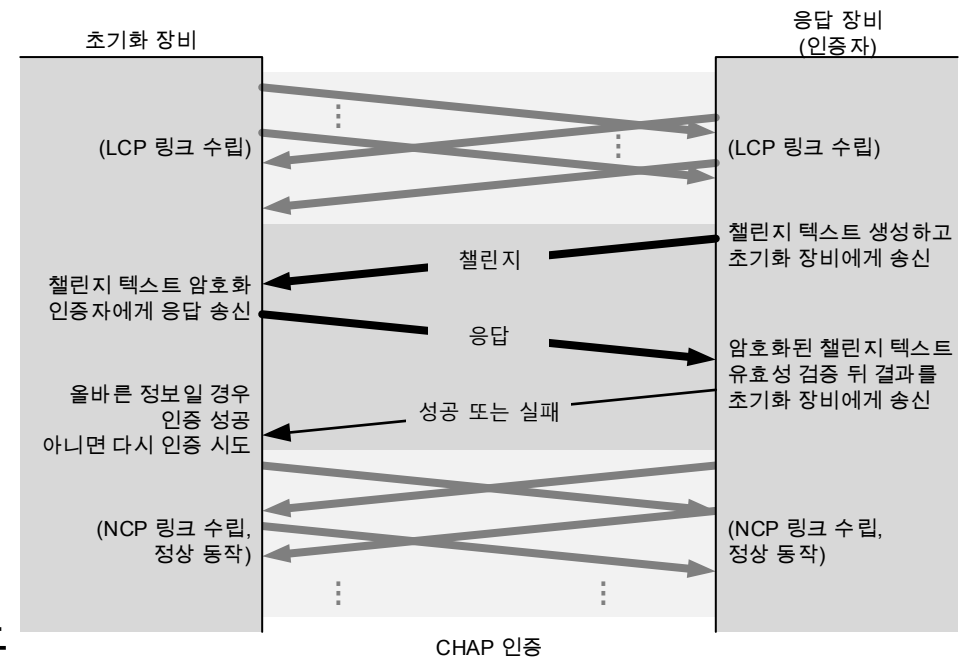 초기화 장비
응답 장비
(인증자)
(LCP 링크 수립)
(LCP 링크 수립)
챌린지 텍스트 생성하고
초기화 장비에게 송신
챌린지
챌린지 텍스트 암호화
인증자에게 응답 송신
응답
암호화된 챌린지 텍스트
유효성 검증 뒤 결과를
초기화 장비에게 송신
올바른 정보일 경우
인증 성공
아니면 다시 인증 시도
성공 또는 실패
(NCP 링크 수립,
정상 동작)
(NCP 링크 수립,
정상 동작)
CHAP 인증